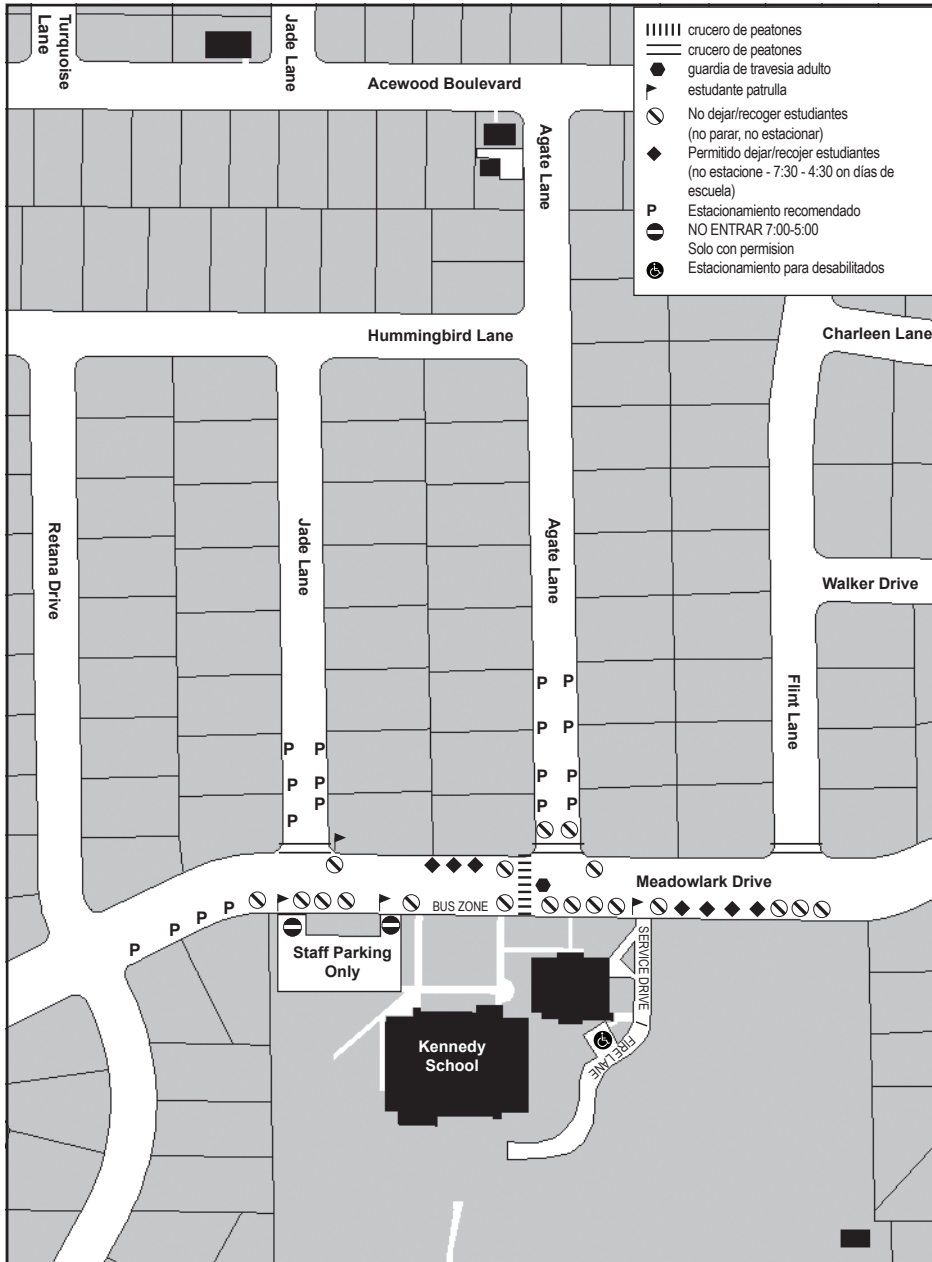 Turquoise
Lane
Jade Lane
Acewood Boulevard
Agate Lane
crucero de peatones
crucero de peatones
guardia de travesia adulto
estudante patrulla
No dejar/recoger estudiantes
(no parar, no estacionar)
Permitido dejar/recojer estudiantes
(no estacione - 7:30 - 4:30 on días de
escuela)
P Estacionamiento recomendado
NO ENTRAR 7:00-5:00
Solo con permision
Estacionamiento para desabilitados
Hummingbird Lane
Charleen Lane
Retana Drive
Jade Lane
Agate Lane
Walker Drive
Flint Lane
P P
P P
P P
P P
P P
P P
P
P
Meadowlark Drive
BUS ZONE
P
P
P
P
Staff Parking
Only
SERVICE DRIVE /
FIRE LANE
Kennedy
School